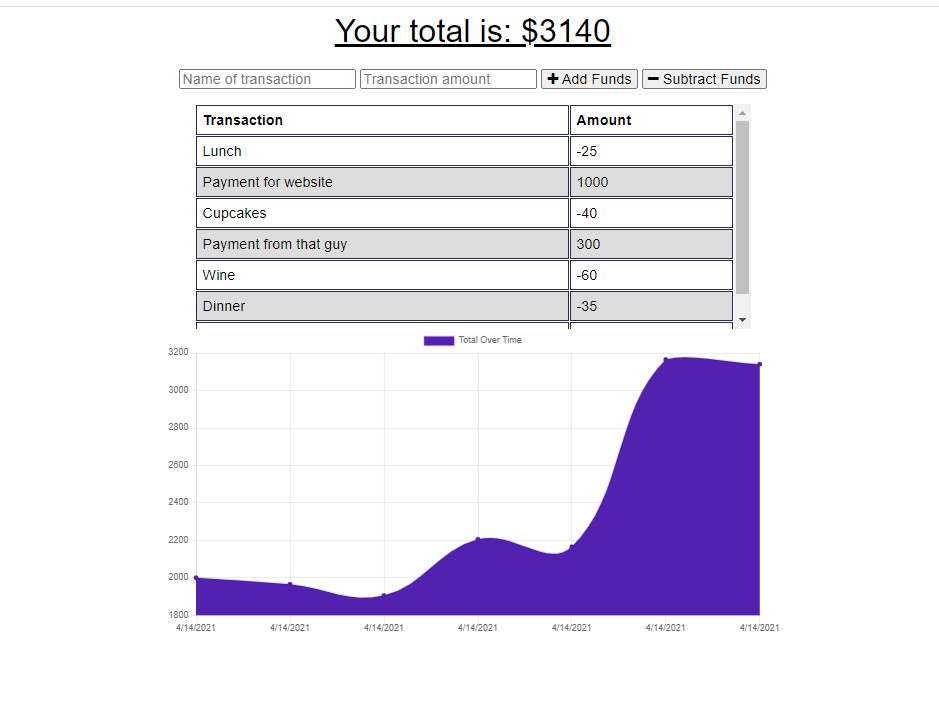 Your total is: $3140
Name of transaction Transaction amount Add Funds Subtract Funds
Transaction Amount
Lunch -25
Payment for website 1000
Cupcakes -40
Payment from that guy 300
Wine -60
Dinner -35
Total Over Time
3200
3000
2800
2600
2400
2200
2000
1800
4/14/2021 4/14/2021 4/14/2021 4/14/2021 4/14/2021 4/14/2021 4/14/2021